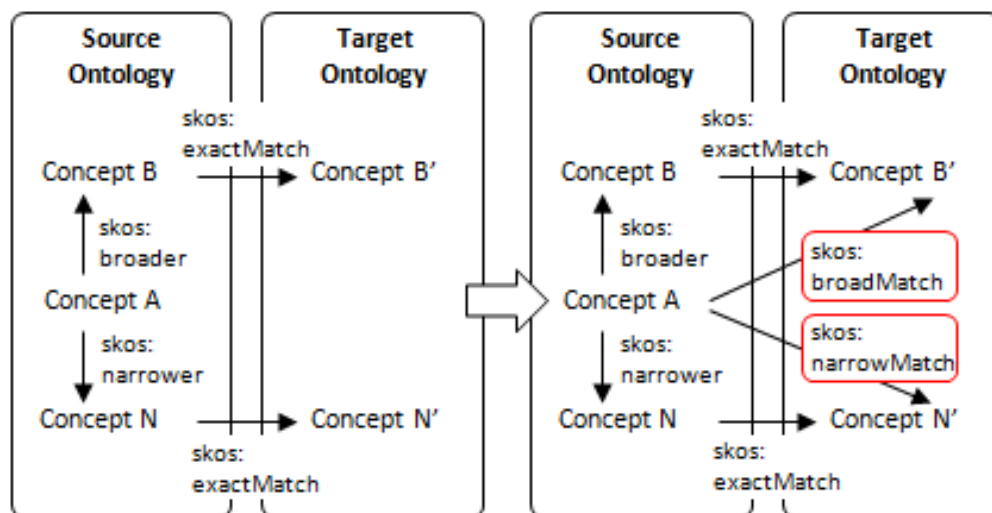 Source
Ontology
Target
Ontology
skos:
exactMatch
Concept B
Concept B’
skos:
broader
Concept A
skos:
narrower
Concept N
Concept N’
skos:
exactMatch
Source
Ontology
Target
Ontology
skos:
exactMatch
Concept B
Concept B’
skos:
broader
skos:
broadMatch
Concept A
skos:
narrower
skos:
narrowMatch
Concept N
Concept N’
skos:
exactMatch